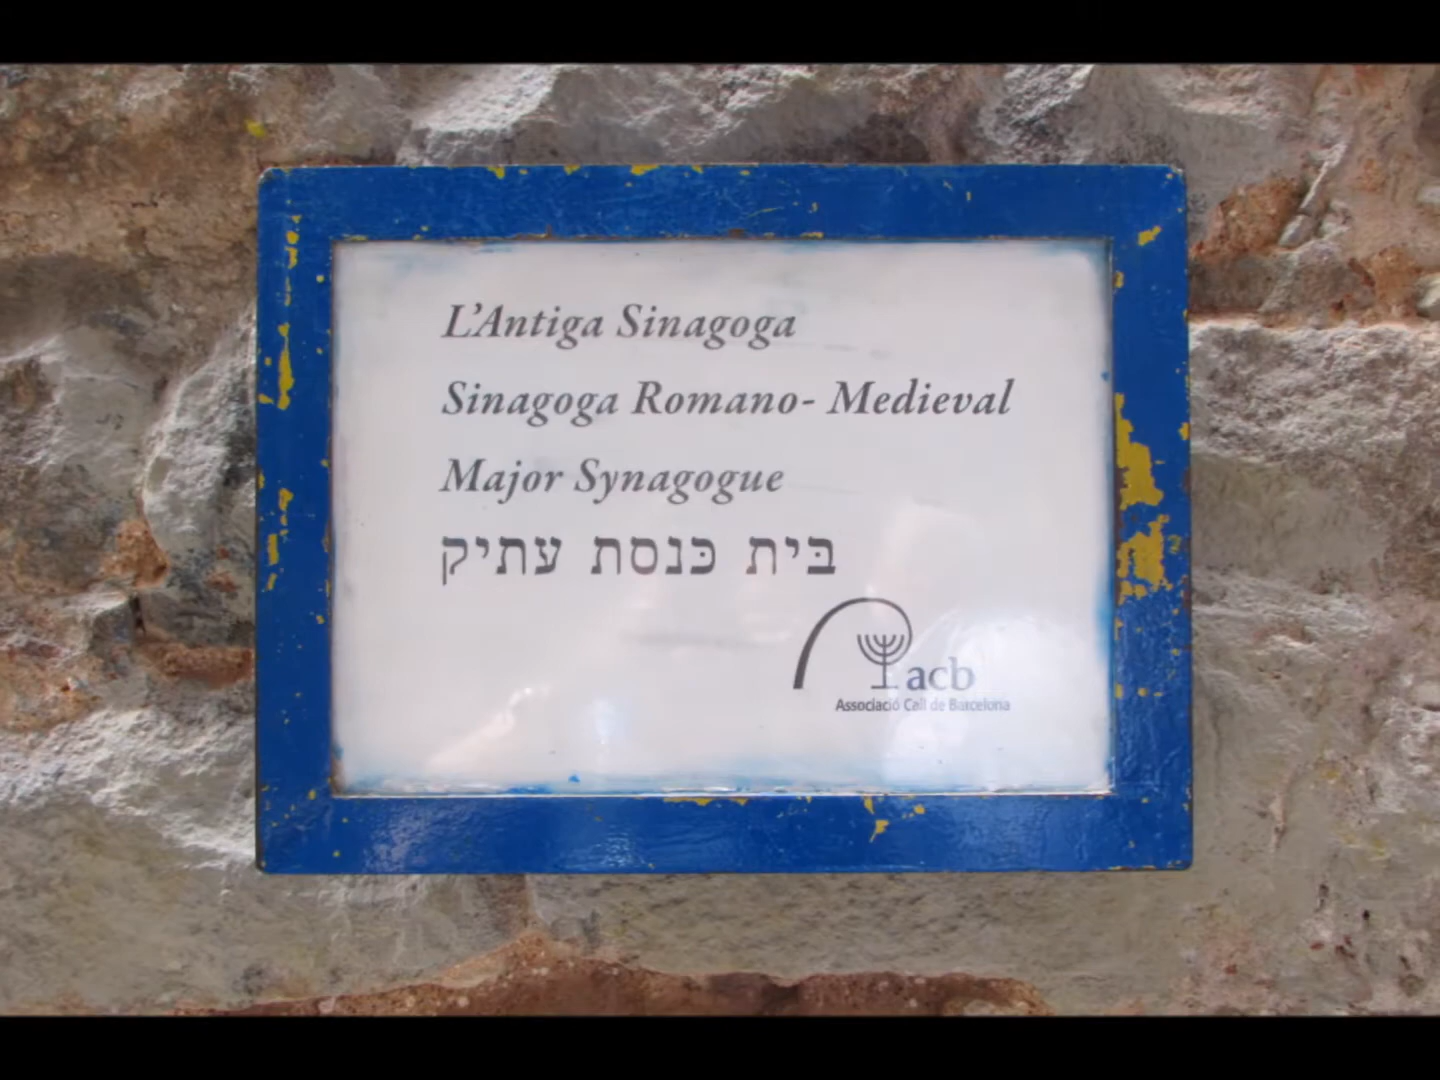 L'Antiga Sinagoga
Sinagoga Romano- Medieval
Major Synagogue
בית כנסת עתיק
acb
Associació Call de Barcelona